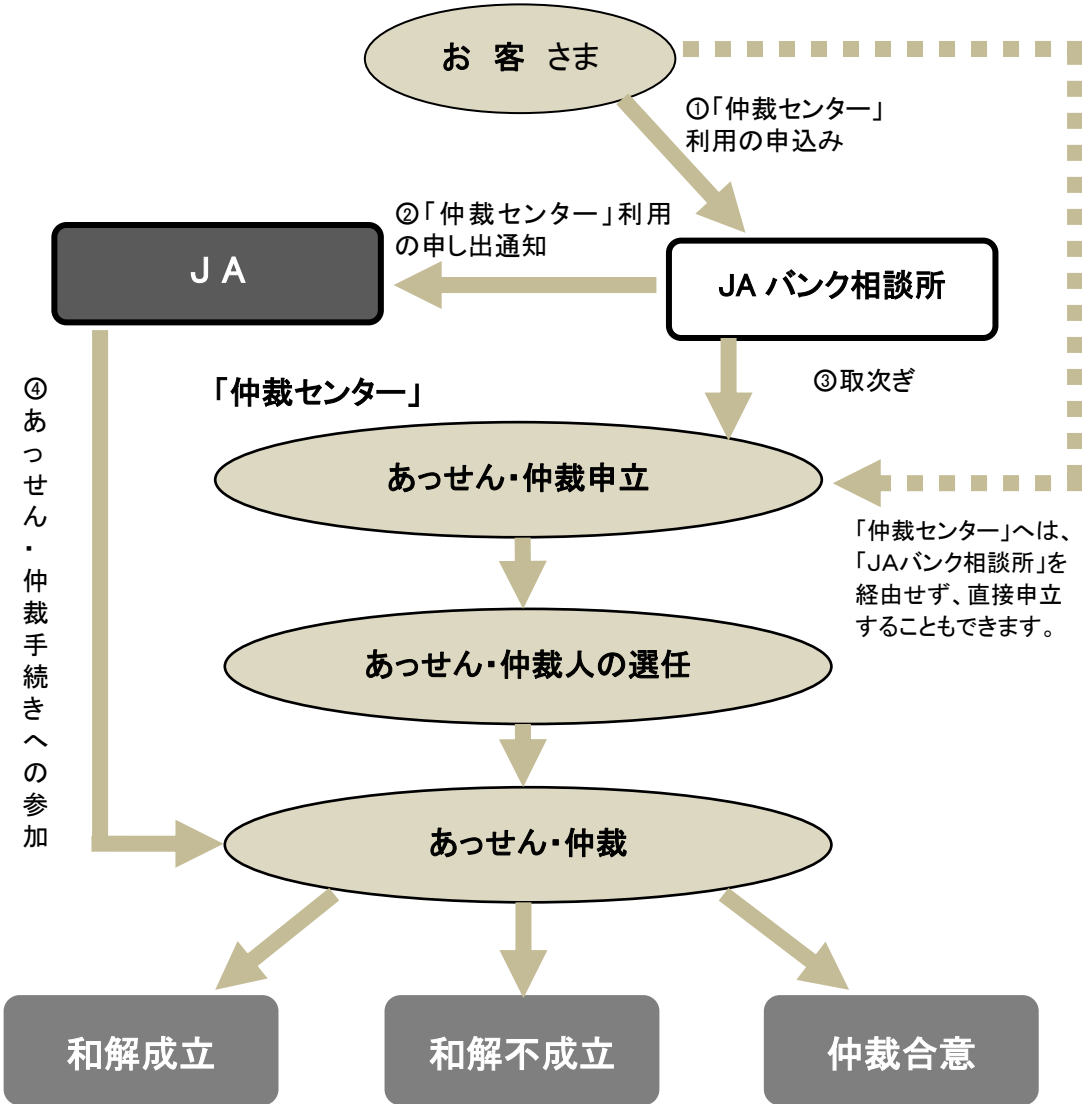 お 客 さま
①「仲裁センター」
利用の申込み
②「仲裁センター」利用
の申し出通知
JA
JA バンク相談所
③取次ぎ
④あっせん・仲裁手続きへの参加
「仲裁センター」
あっせん・仲裁申立
「仲裁センター」へは、
「JAバンク相談所」を
経由せず、直接申立
することもできます。
あっせん・仲裁人の選任
あっせん・仲裁
和解成立
和解不成立
仲裁合意